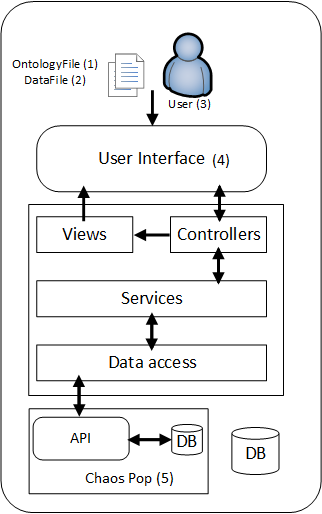 OntologyFile (1)
DataFile (2)
User (3)
User Interface (4)
Views
Controllers
Services
Data access
API
DB
DB
Chaos Pop (5)